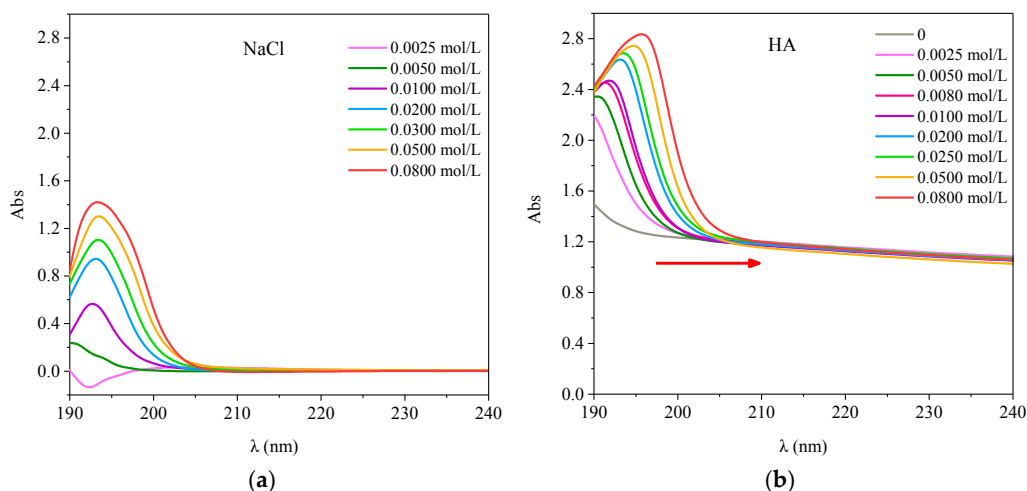 NaCl
0.0025 mol/L
0.0050 mol/L
0.0100 mol/L
0.0200 mol/L
0.0300 mol/L
0.0500 mol/L
0.0800 mol/L
Abs
2.8
2.4
2.0
1.6
1.2
0.8
0.4
0.0
190
200
210
220
230
240
λ (nm)
(a)
HA
0
0.0025 mol/L
0.0050 mol/L
0.0080 mol/L
0.0100 mol/L
0.0200 mol/L
0.0250 mol/L
0.0500 mol/L
0.0800 mol/L
Abs
2.8
2.4
2.0
1.6
1.2
0.8
0.4
0.0
190
200
210
220
230
240
λ (nm)
(b)